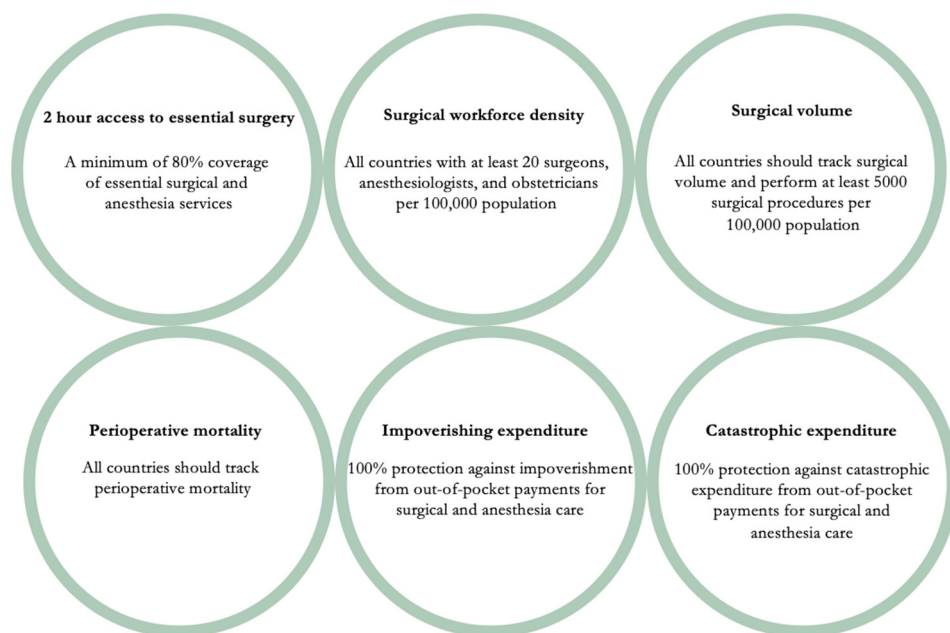 2 hour access to essential surgery
A minimum of 80% coverage
of essential surgical and
anesthesia services
Surgical workforce density
All countries with at least 20 surgeons,
anesthesiologists, and obstetricians
per 100,000 population
Surgical volume
All countries should track surgical
volume and perform at least 5000
surgical procedures per
100,000 population
Perioperative mortality
All countries should track
perioperative mortality
Impoverishing expenditure
100% protection against impoverishment
from out-of-pocket payments for
surgical and anesthesia care
Catastrophic expenditure
100% protection against catastrophic
expenditure from out-of-pocket
payments for surgical and
anesthesia care